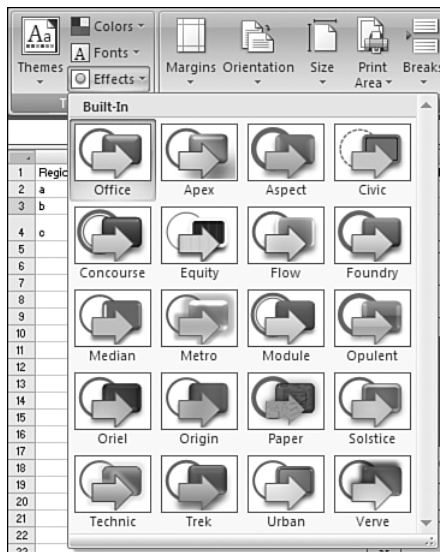 Aa
Colors
A Fonts
Effects
Themes
Margins
Orientation
Size
Print
Area
Breaks
T
Built-In
Office
Apex
Aspect
Civic
Concourse
Equity
Flow
Foundry
Median
Metro
Module
Opulent
Oriel
Origin
Paper
Solstice
Technic
Trek
Urban
Verve
1 Regic
2 a
3 b
4 c
5
6
7
8
9
10
11
12
13
14
15
16
17
18
19
20
21
22